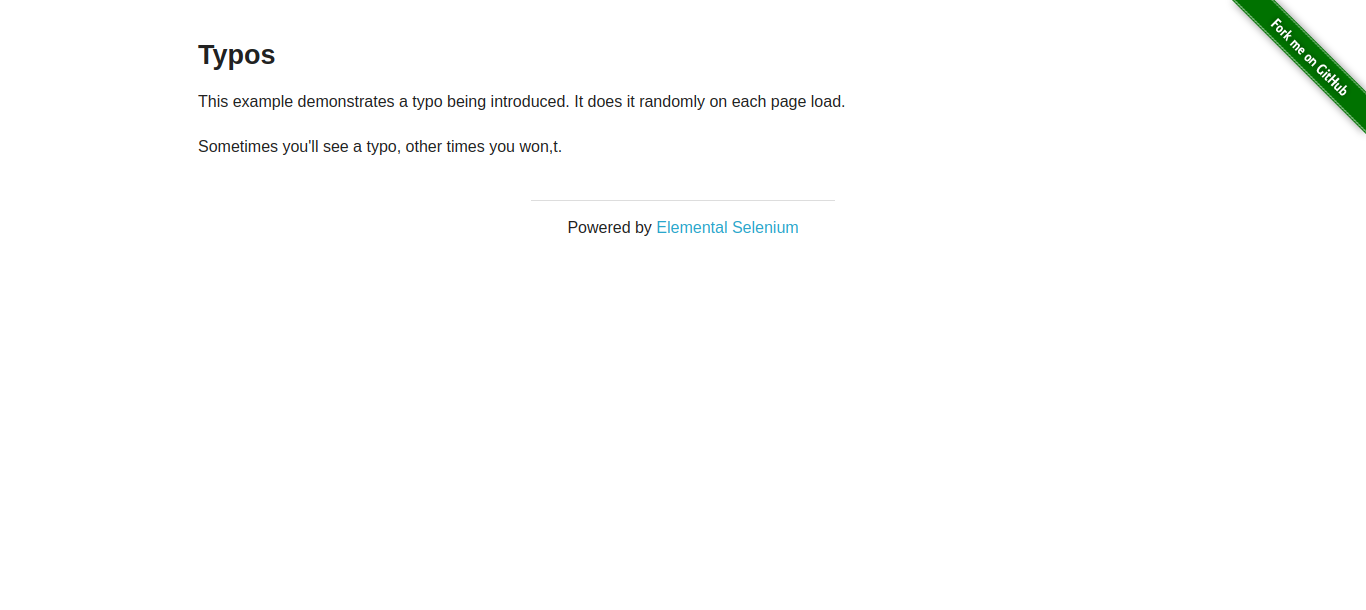 Fork me on GitHub
Typos
This example demonstrates a typo being introduced. It does it randomly on each page load.
Sometimes you'll see a typo, other times you won,t.
Powered by Elemental Selenium